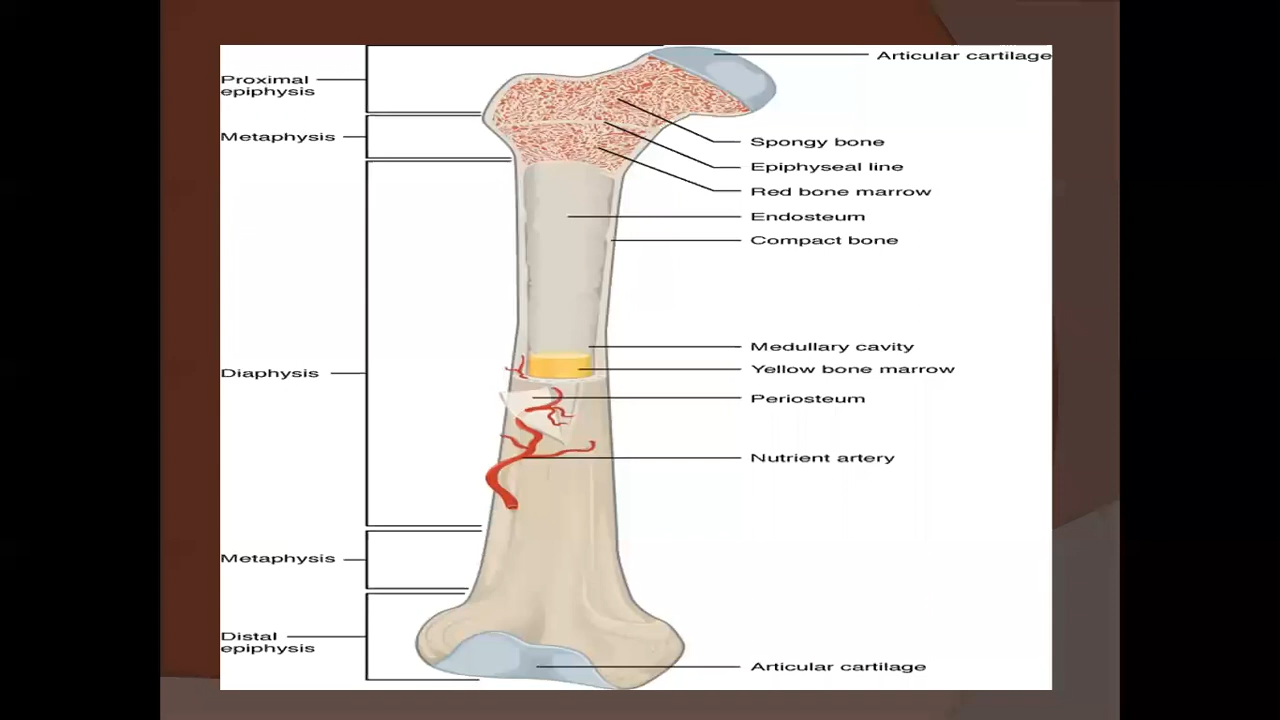 Articular cartilage
Proximal
epiphysis
Metaphysis
Spongy bone
Epiphyseal line
Red bone marrow
Endosteum
Compact bone
Medullary cavity
Yellow bone marrow
Diaphysis
Periosteum
Nutrient artery
Metaphysis
Distal
epiphysis
Articular cartilage